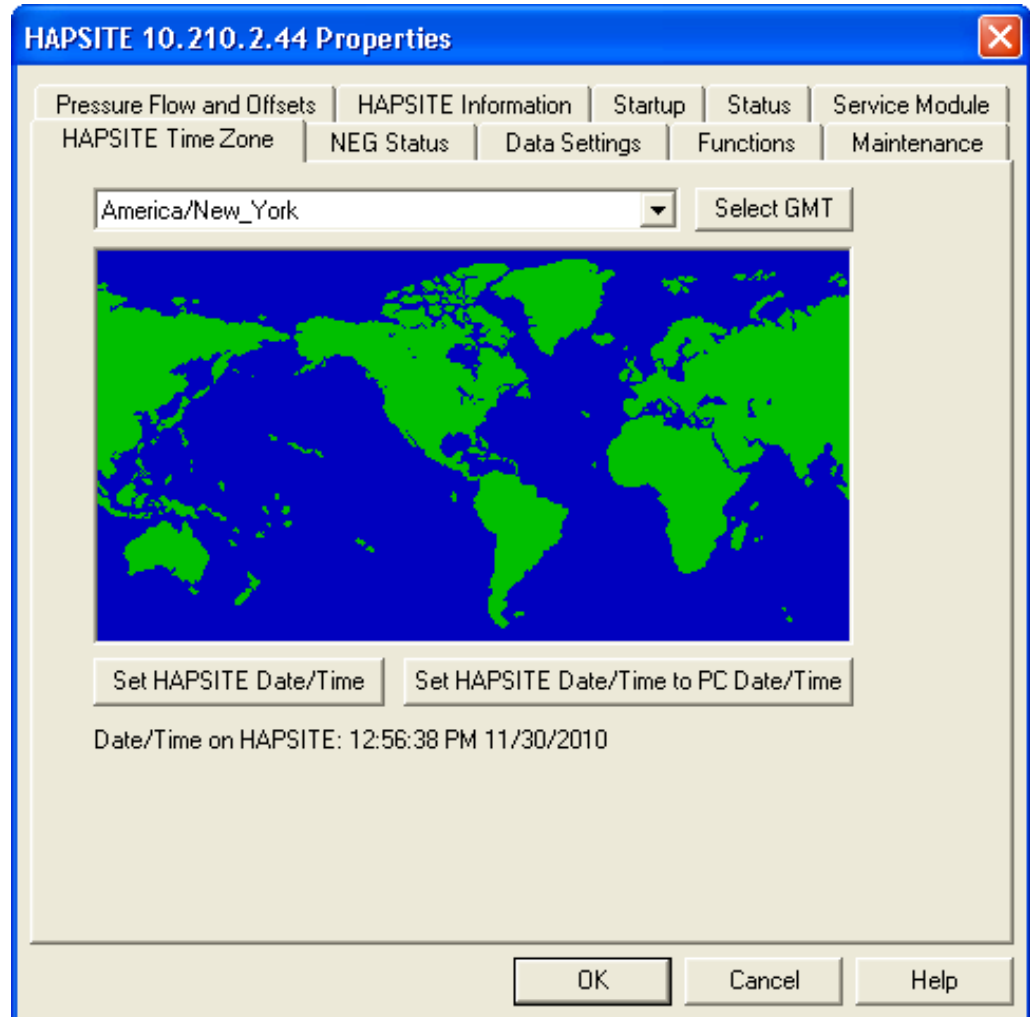 HAPSITE 10.210.2.44 Properties
Pressure Flow and Offsets HAPSITE Information Startup Status Service Module
HAPSITE Time Zone NEG Status Data Settings Functions Maintenance
America/New_York Select GMT
Set HAPSITE Date/Time Set HAPSITE Date/Time to PC Date/Time
Date/Time on HAPSITE: 12:56:38 PM 11/30/2010
OK Cancel Help